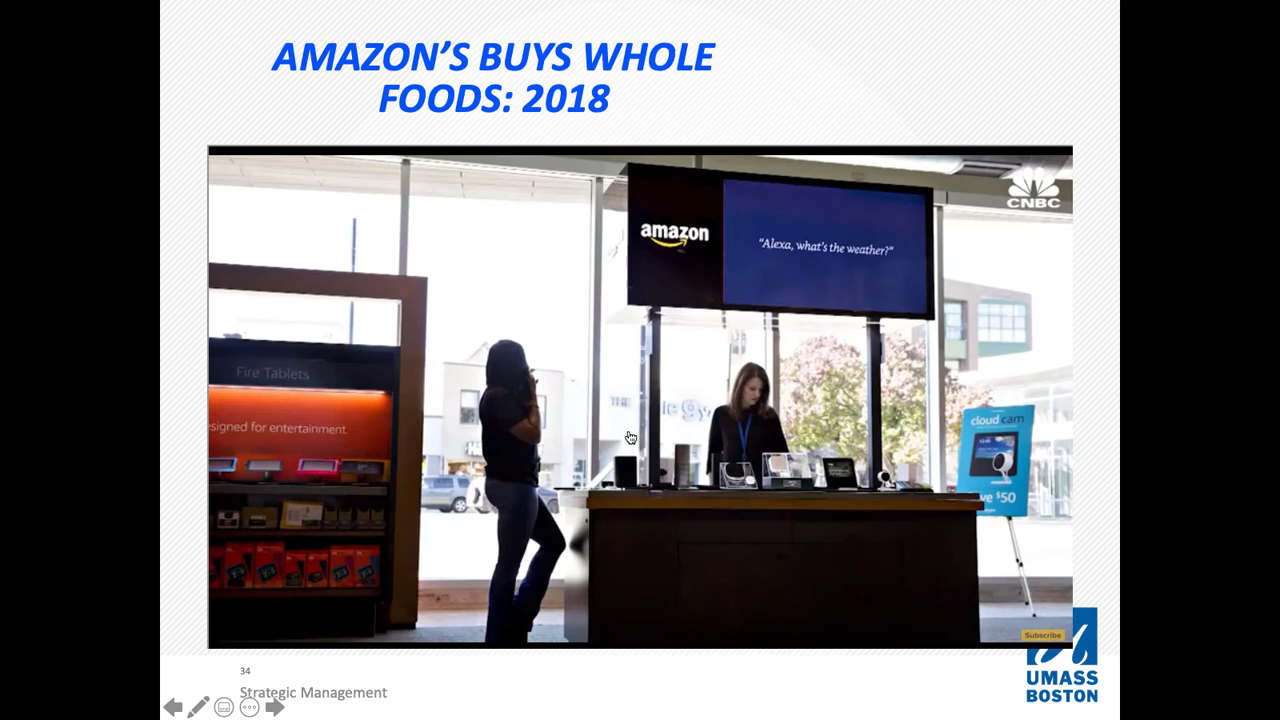 AMAZON’S BUYS WHOLE
FOODS: 2018
CNBC
amazon
“Alexa, what’s the weather?”
Fire Tablets
esigned for entertainment.
cloud cam
ve $50
Subscribe
34
Strategic Management
UMASS
BOSTON